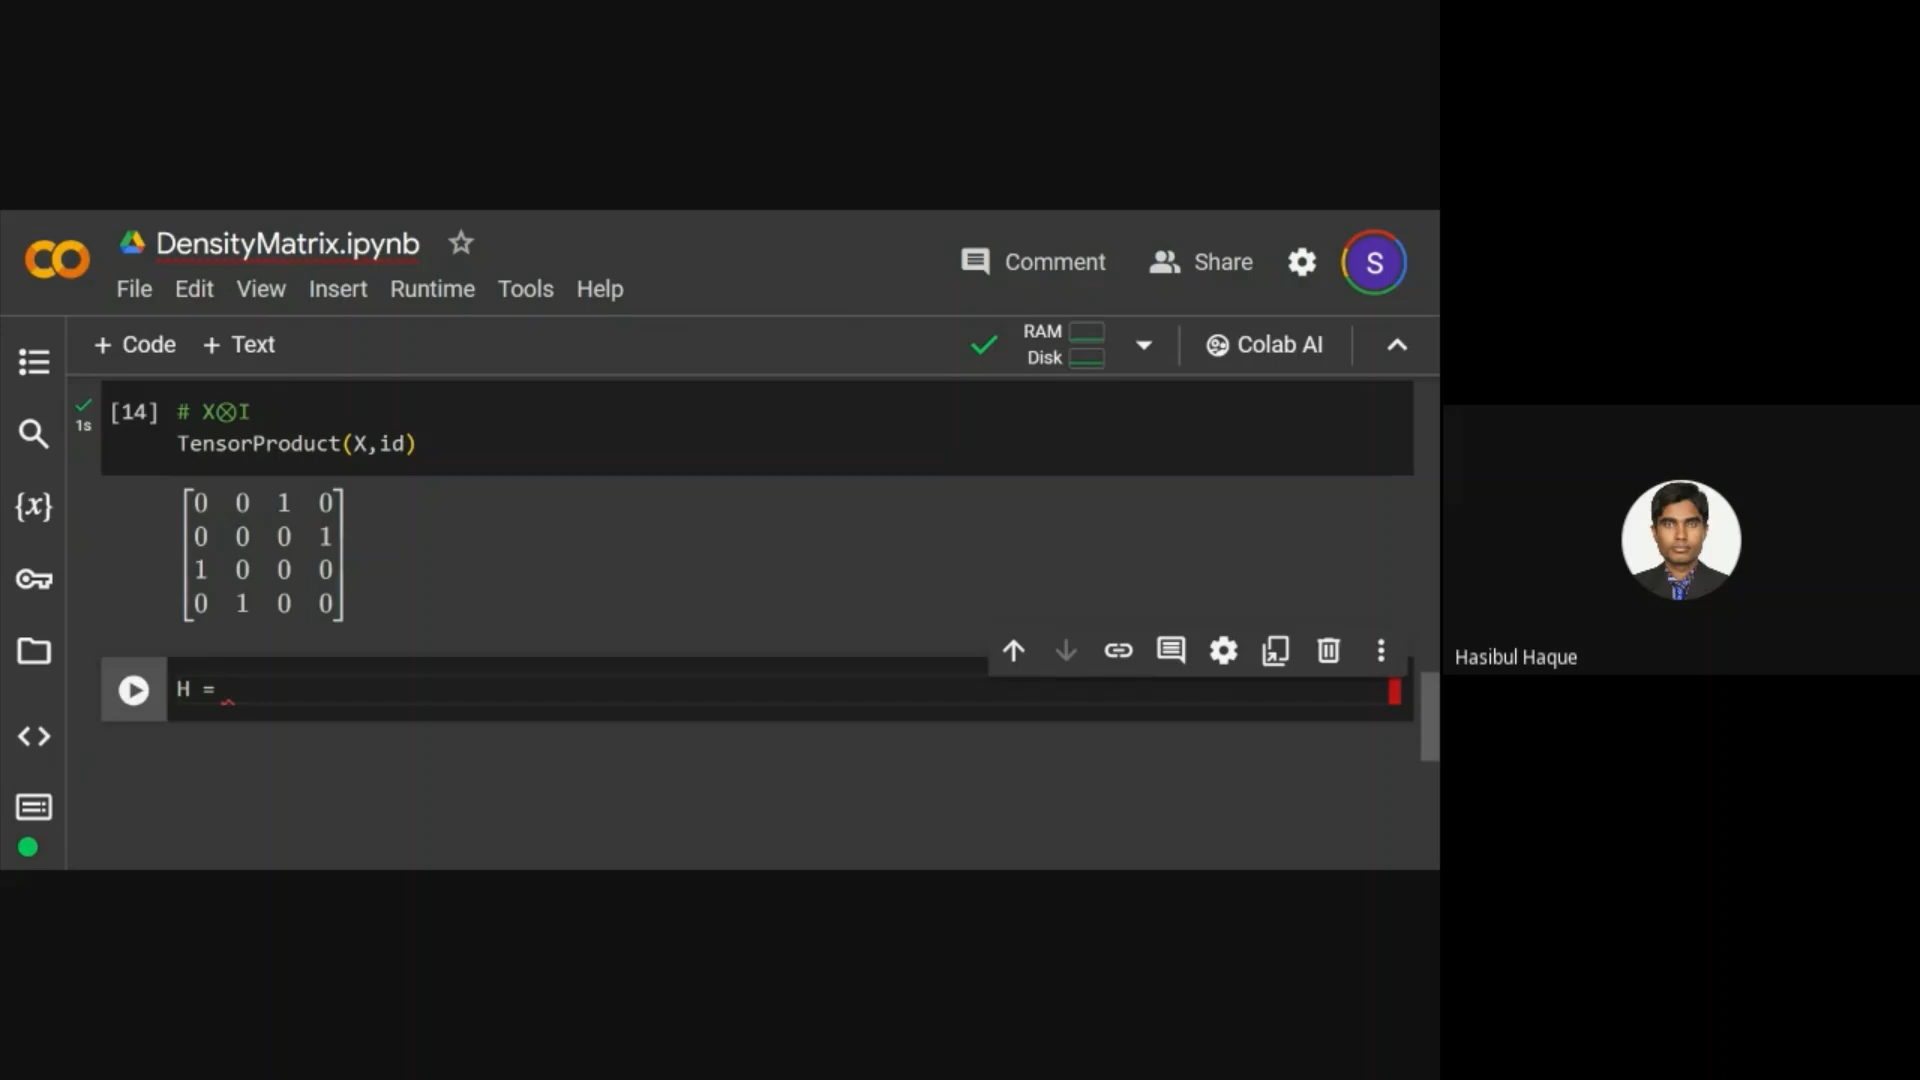 DensityMatrix.ipynb
File Edit View Insert Runtime Tools Help
Comment
Share
S
+ Code + Text
RAM
Disk
Colab AI
1s
[14] # X⊗I
TensorProduct(X,id)
0 0 1 0
0 0 0 1
1 0 0 0
0 1 0 0
{x}
H =
Hasibul Haque